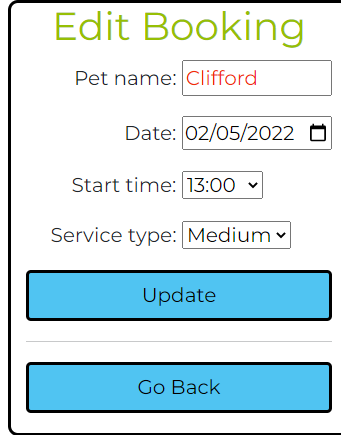 Edit Booking
Pet name: Clifford
Date: 02/05/2022
Start time: 13:00
Service type: Medium
Update
Go Back